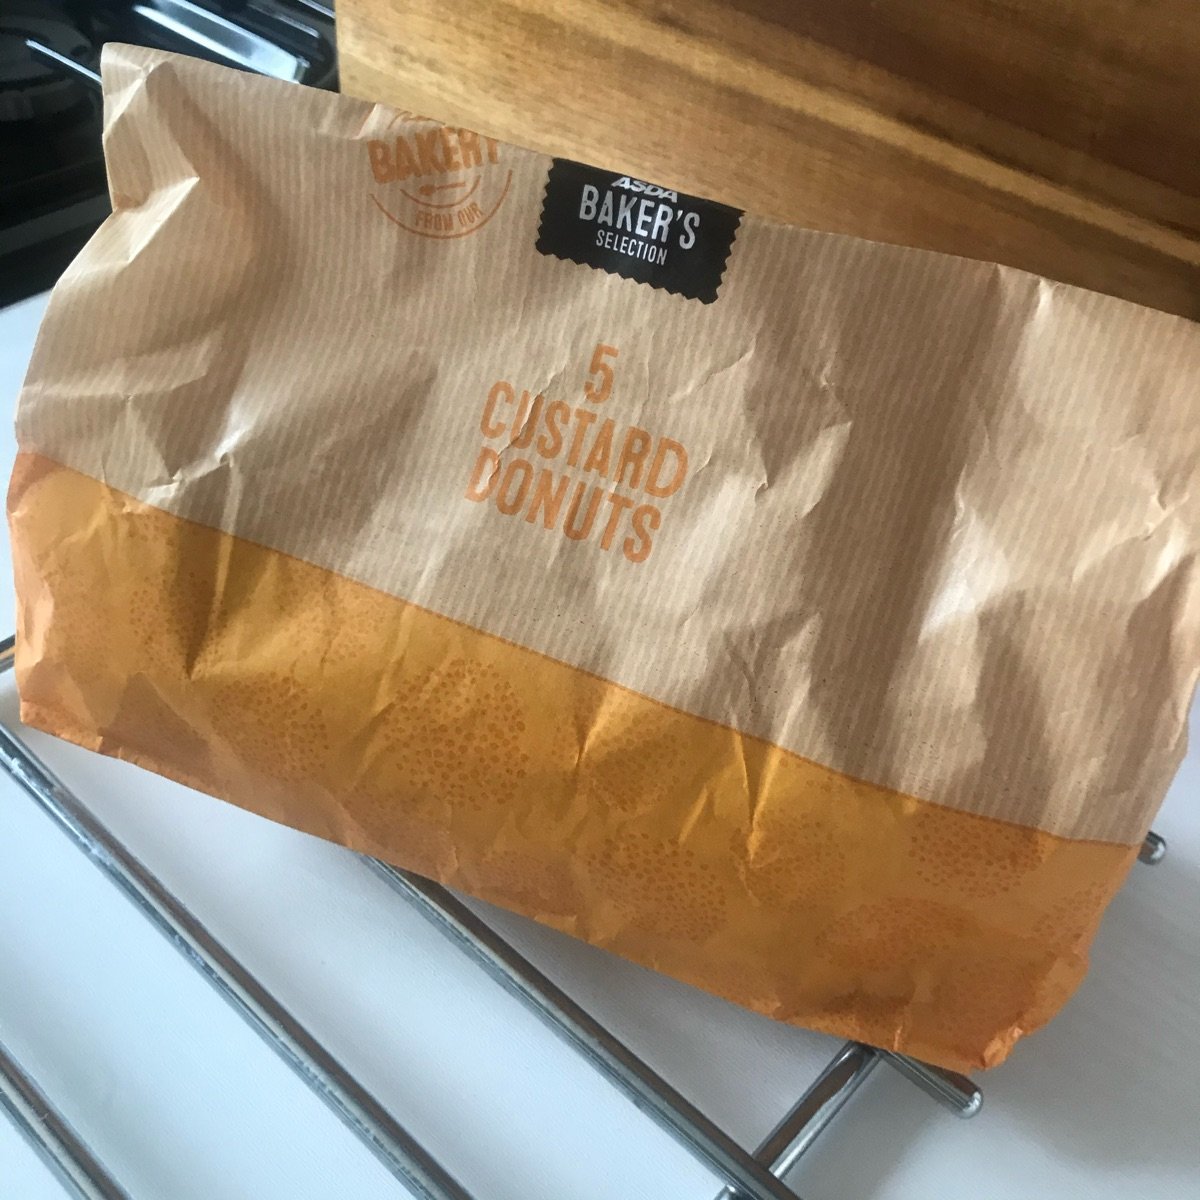 BAKERY
FROM OUR
ASDA
BAKER'S
SELECTION
5
CUSTARD
DONUTS